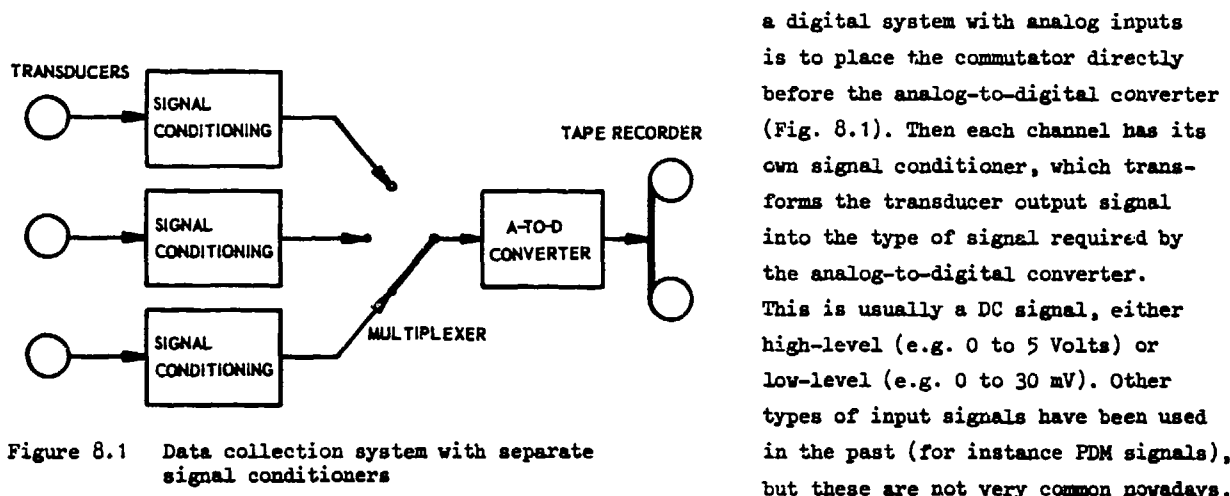 TRANSDUCERS
SIGNAL
CONDITIONING
SIGNAL
CONDITIONING
SIGNAL
CONDITIONING
MULTIPLEXER
A-TO-D
CONVERTER
TAPE RECORDER
Figure 8.1 Data collection system with separate
signal conditioners
a digital system with analog inputs
is to place the commutator directly
before the analog-to-digital converter
(Fig. 8.1). Then each channel has its
own signal conditioner, which trans-
forms the transducer output signal
into the type of signal required by
the analog-to-digital converter.
This is usually a DC signal, either
high-level (e.g. 0 to 5 Volts) or
low-level (e.g. 0 to 30 mV). Other
types of input signals have been used
in the past (for instance PDM signals),
but these are not very common nowadays.